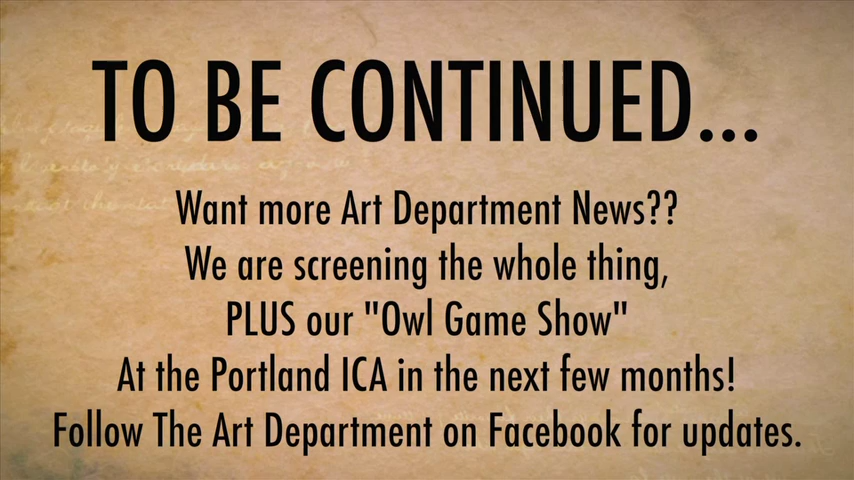 TO BE CONTINUED...
Want more Art Department News??
We are screening the whole thing,
PLUS our "Owl Game Show"
At the Portland ICA in the next few months!
Follow The Art Department on Facebook for updates.